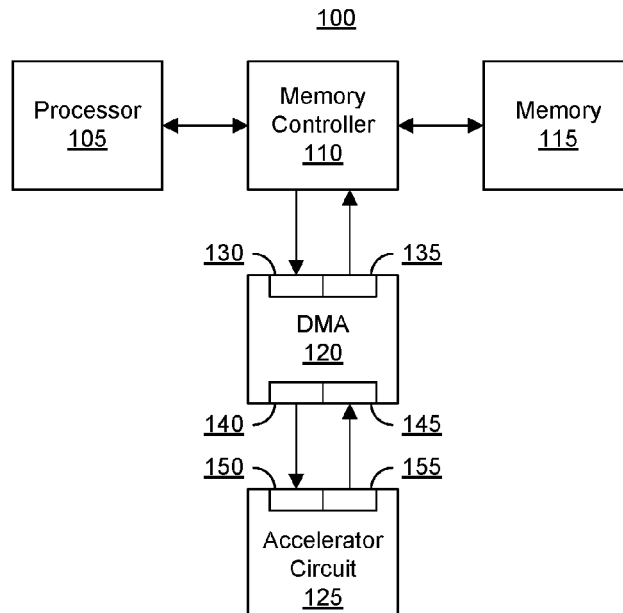 100
Processor
105
Memory
Controller
110
Memory
115
130
135
DMA
120
140
145
150
155
Accelerator
Circuit
125